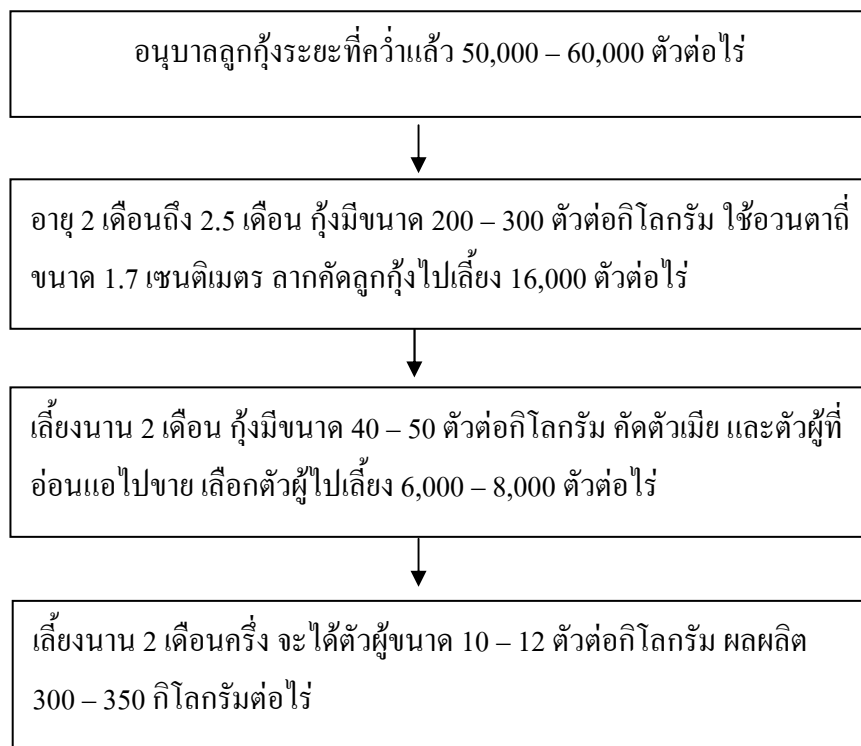 อนุบาลลูกกุ้งระยะที่คว่ำแล้ว 50,000 – 60,000 ตัวต่อไร่
อายุ 2 เดือนถึง 2.5 เดือน กุ้งมีขนาด 200 – 300 ตัวต่อกิโลกรัม ใช้อวนตาถี่
ขนาด 1.7 เซนติเมตร ลากคัดลูกกุ้งไปเลี้ยง 16,000 ตัวต่อไร่
เลี้ยงนาน 2 เดือน กุ้งมีขนาด 40 – 50 ตัวต่อกิโลกรัม คัดตัวเมีย และตัวผู้ที่
อ่อนแอไปขาย เลือกตัวผู้ไปเลี้ยง 6,000 – 8,000 ตัวต่อไร่
เลี้ยงนาน 2 เดือนครึ่ง จะได้ตัวผู้ขนาด 10 – 12 ตัวต่อกิโลกรัม ผลผลิต
300 – 350 กิโลกรัมต่อไร่